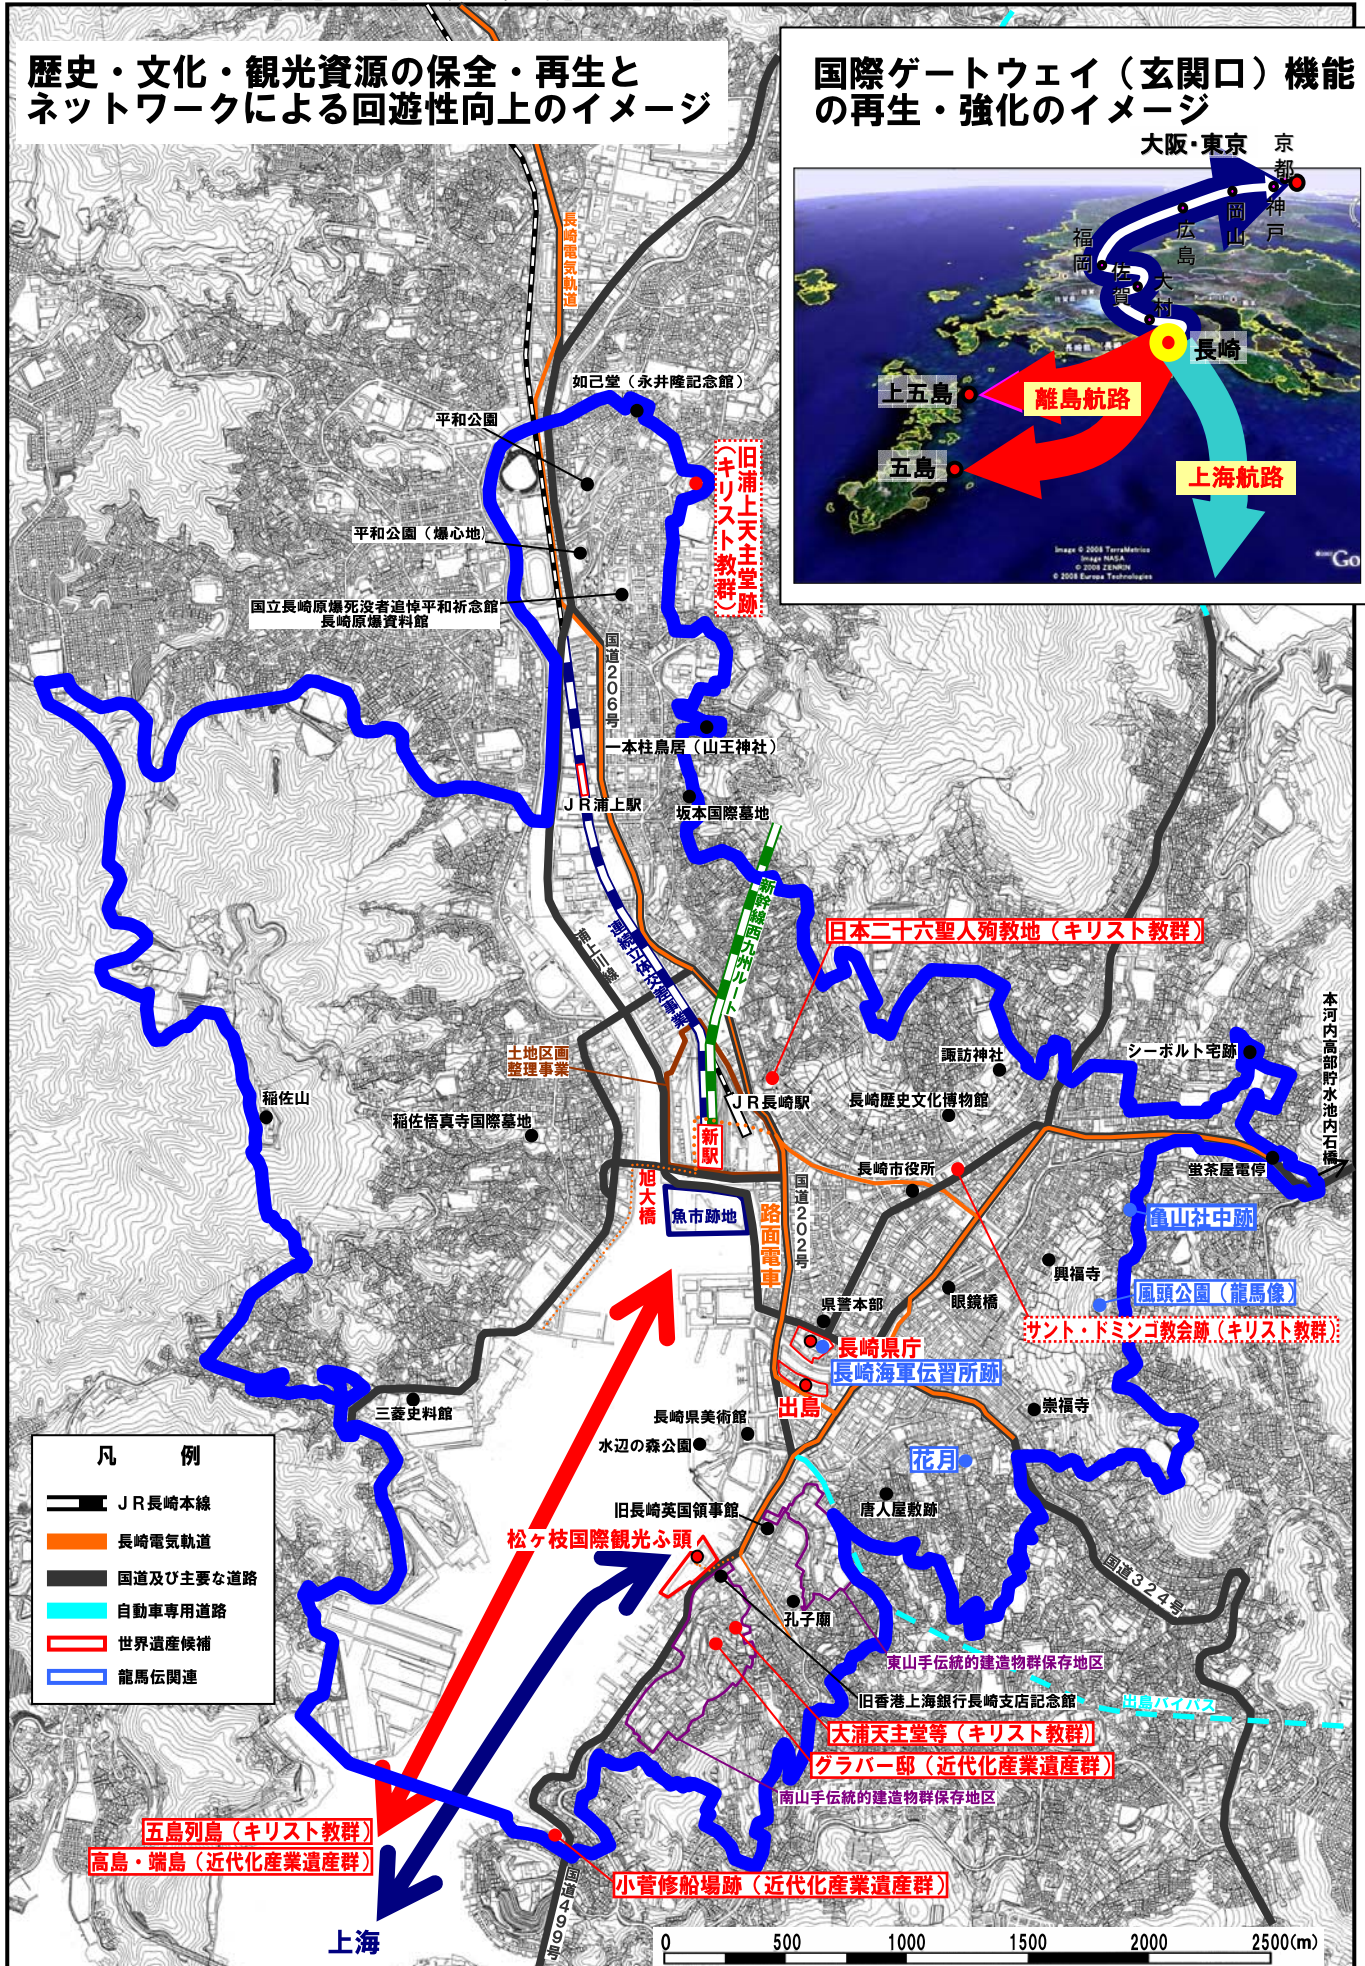 歴史・文化・観光資源の保全・再生と
ネットワークによる回遊性向上のイメージ
国際ゲートウェイ（玄関口）機能
の再生・強化のイメージ
大阪・東京
京都
神戸
岡山
広島
福岡
佐賀
大村
長崎
上五島
離島航路
五島
上海航路
Image © 2008 TerraMetrics
Image NASA
© 2008 ZENRIN
© 2008 Europa Technologies
Go
長崎電気軌道
如己堂（永井隆記念館）
平和公園
旧浦上天主堂跡
（キリスト教群）
平和公園（爆心地）
国立長崎原爆死没者追悼平和祈念館
長崎原爆資料館
国道206号
一本柱鳥居（山王神社）
ＪＲ浦上駅
坂本国際墓地
新幹線西九州ルート
浦上川線
連続立体交差事業
日本二十六聖人殉教地（キリスト教群）
本河内高部貯水池内石橋
シーボルト宅跡
諏訪神社
土地区画
整理事業
ＪＲ長崎駅
長崎歴史文化博物館
稲佐山
稲佐悟真寺国際墓地
新駅
長崎市役所
蛍茶屋電停
旭大橋
国道202号
魚市跡地
路面電車
亀山社中跡
興福寺
眼鏡橋
風頭公園（龍馬像）
県警本部
サント・ドミンゴ教会跡（キリスト教群）
長崎県庁
長崎海軍伝習所跡
出島
三菱史料館
長崎県美術館
崇福寺
水辺の森公園
花月
凡　例
ＪＲ長崎本線
長崎電気軌道
国道及び主要な道路
自動車専用道路
世界遺産候補
龍馬伝関連
旧長崎英国領事館
唐人屋敷跡
松ヶ枝国際観光ふ頭
国道324号
孔子廟
東山手伝統的建造物群保存地区
旧香港上海銀行長崎支店記念館
出島バイパス
大浦天主堂等（キリスト教群）
グラバー邸（近代化産業遺産群）
南山手伝統的建造物群保存地区
五島列島（キリスト教群）
高島・端島（近代化産業遺産群）
小菅修船場跡（近代化産業遺産群）
国道499号
上海
0 500 1000 1500 2000 2500(m)